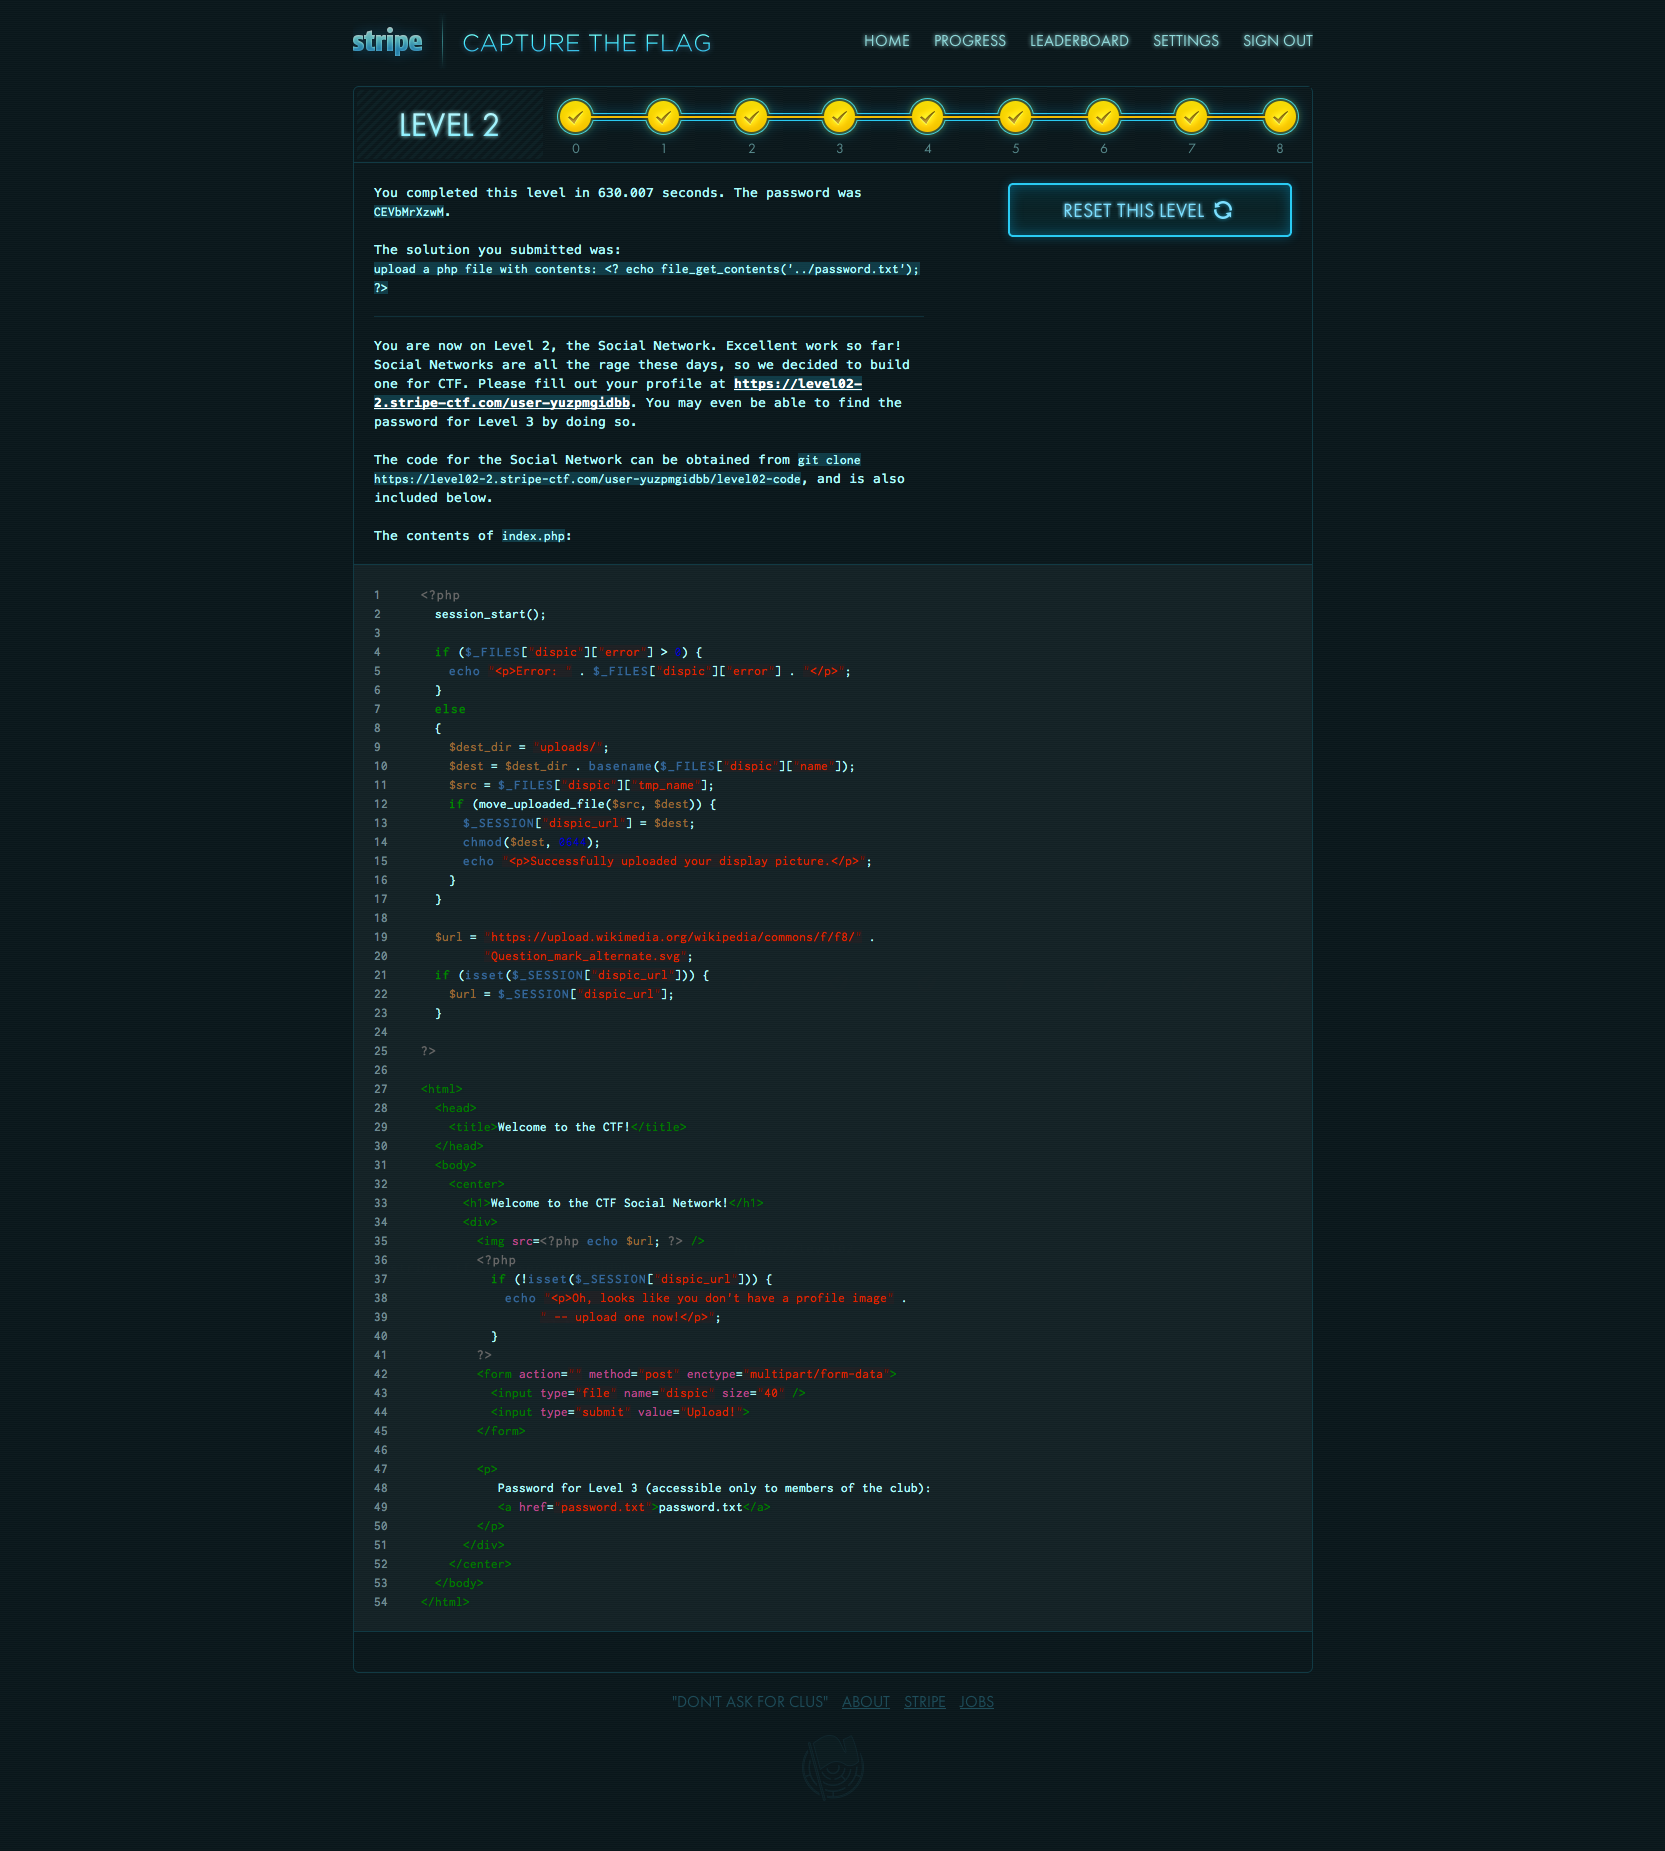 stripe
CAPTURE THE FLAG
HOME PROGRESS LEADERBOARD SETTINGS SIGN OUT
LEVEL 2
0 1 2 3 4 5 6 7 8
You completed this level in 630.007 seconds. The password was
CEVbMrXzwM.
RESET THIS LEVEL
The solution you submitted was:
upload a php file with contents: <? echo file_get_contents('../password.txt');
?>
You are now on Level 2, the Social Network. Excellent work so far!
Social Networks are all the rage these days, so we decided to build
one for CTF. Please fill out your profile at https://level02-
2.stripe-ctf.com/user-yuzpmgidbb. You may even be able to find the
password for Level 3 by doing so.
The code for the Social Network can be obtained from git clone
https://level02-2.stripe-ctf.com/user-yuzpmgidbb/level02-code, and is also
included below.
The contents of index.php:
1 <?php
2 session_start();
3
4 if ($_FILES["dispic"]["error"] > 0) {
5 echo "<p>Error: " . $_FILES["dispic"]["error"] . "</p>";
6 }
7 else
8 {
9 $dest_dir = "uploads/";
10 $dest = $dest_dir . basename($_FILES["dispic"]["name"]);
11 $src = $_FILES["dispic"]["tmp_name"];
12 if (move_uploaded_file($src, $dest)) {
13 $_SESSION["dispic_url"] = $dest;
14 chmod($dest, );
15 echo "<p>Successfully uploaded your display picture.</p>";
16 }
17 }
18
19 $url = "https://upload.wikimedia.org/wikipedia/commons/f/f8/" .
20 "Question_mark_alternate.svg";
21 if (isset($_SESSION["dispic_url"])) {
22 $url = $_SESSION["dispic_url"];
23 }
24
25 ?>
26
27 <html>
28 <head>
29 <title>Welcome to the CTF!</title>
30 </head>
31 <body>
32 <center>
33 <h1>Welcome to the CTF Social Network!</h1>
34 <div>
35 <img src=<?php echo $url; ?> />
36 <?php
37 if (!isset($_SESSION["dispic_url"])) {
38 echo "<p>Oh, looks like you don't have a profile image" .
39 " -- upload one now!</p>";
40 }
41 ?>
42 <form action="" method="post" enctype="multipart/form-data">
43 <input type="file" name="dispic" size="40" />
44 <input type="submit" value="Upload!">
45 </form>
46
47 <p>
48 Password for Level 3 (accessible only to members of the club):
49 <a href="password.txt">password.txt</a>
50 </p>
51 </div>
52 </center>
53 </body>
54 </html>
"DON'T ASK FOR CLUS" ABOUT STRIPE JOBS